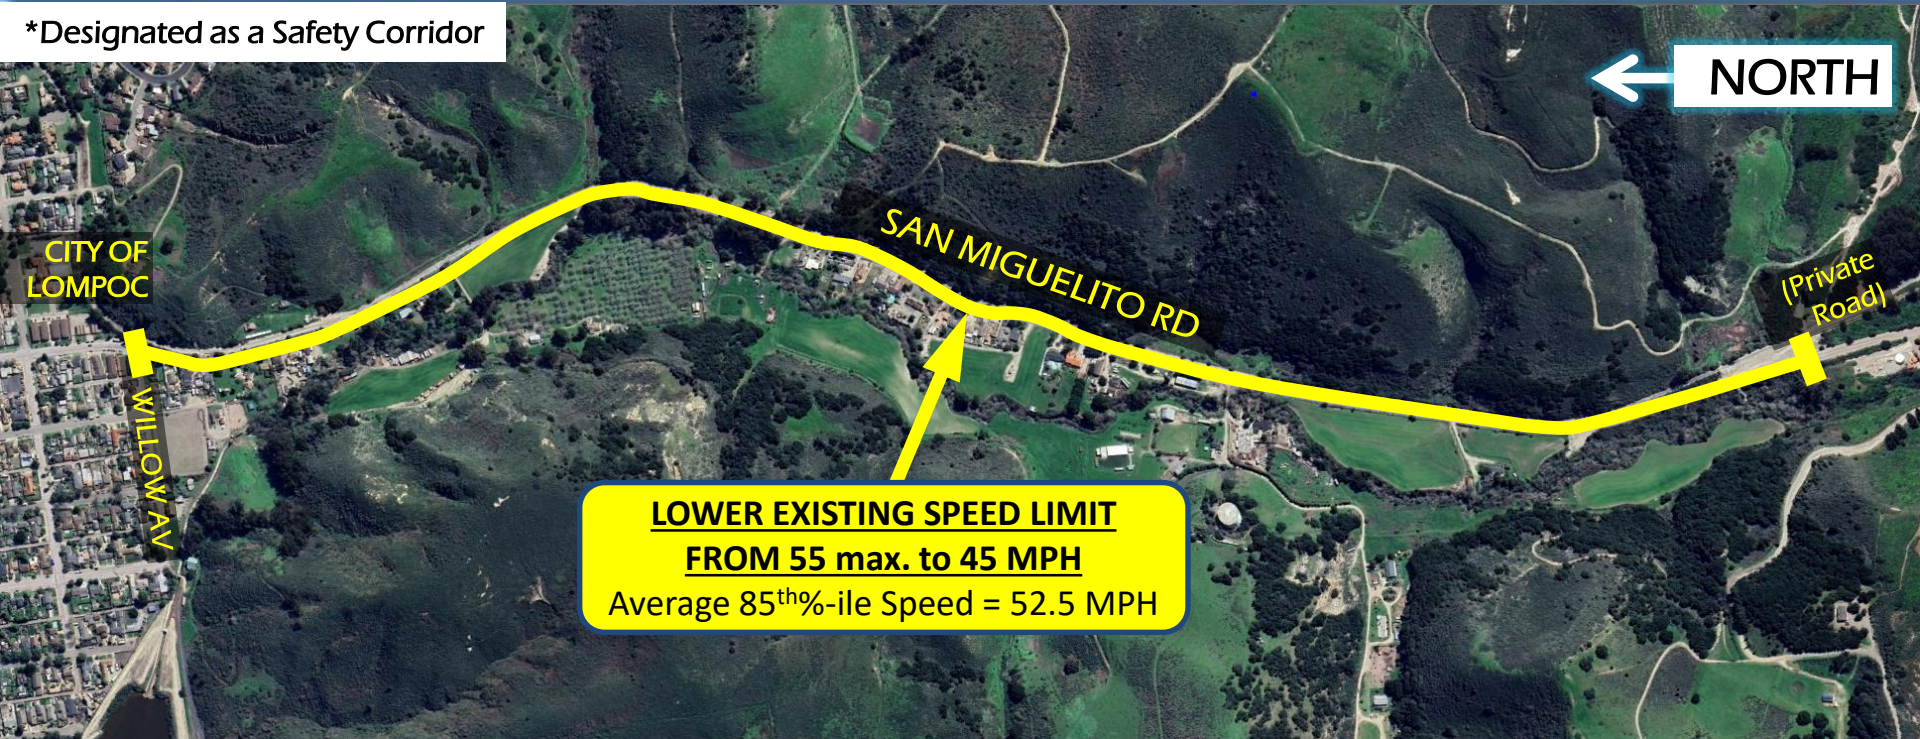 *Designated as a Safety Corridor
NORTH
CITY OF
LOMPOC
WILLOW AV
SAN MIGUELITO RD
(Private
Road)
LOWER EXISTING SPEED LIMIT
FROM 55 max. to 45 MPH
Average 85th%-ile Speed = 52.5 MPH